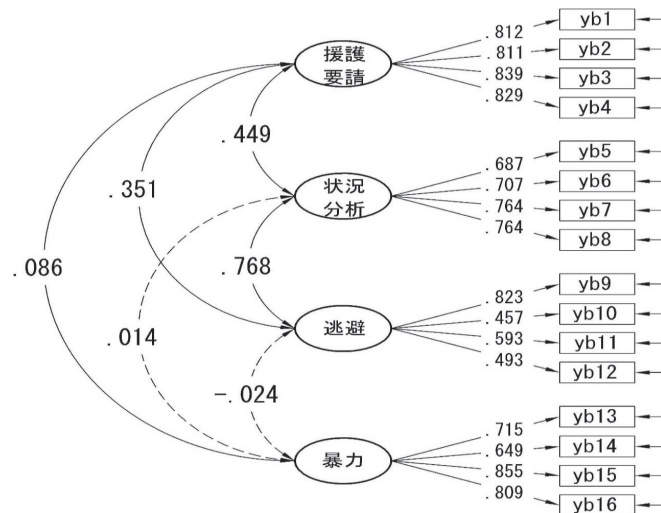 .812 yb1
.811 yb2
.839 yb3
.829 yb4
援護
要請
.449
.687 yb5
.707 yb6
.764 yb7
.764 yb8
状況
分析
.351
.768
.086
.014
.823 yb9
.457 yb10
.593 yb11
.493 yb12
逃避
-.024
.715 yb13
.649 yb14
.855 yb15
.809 yb16
暴力